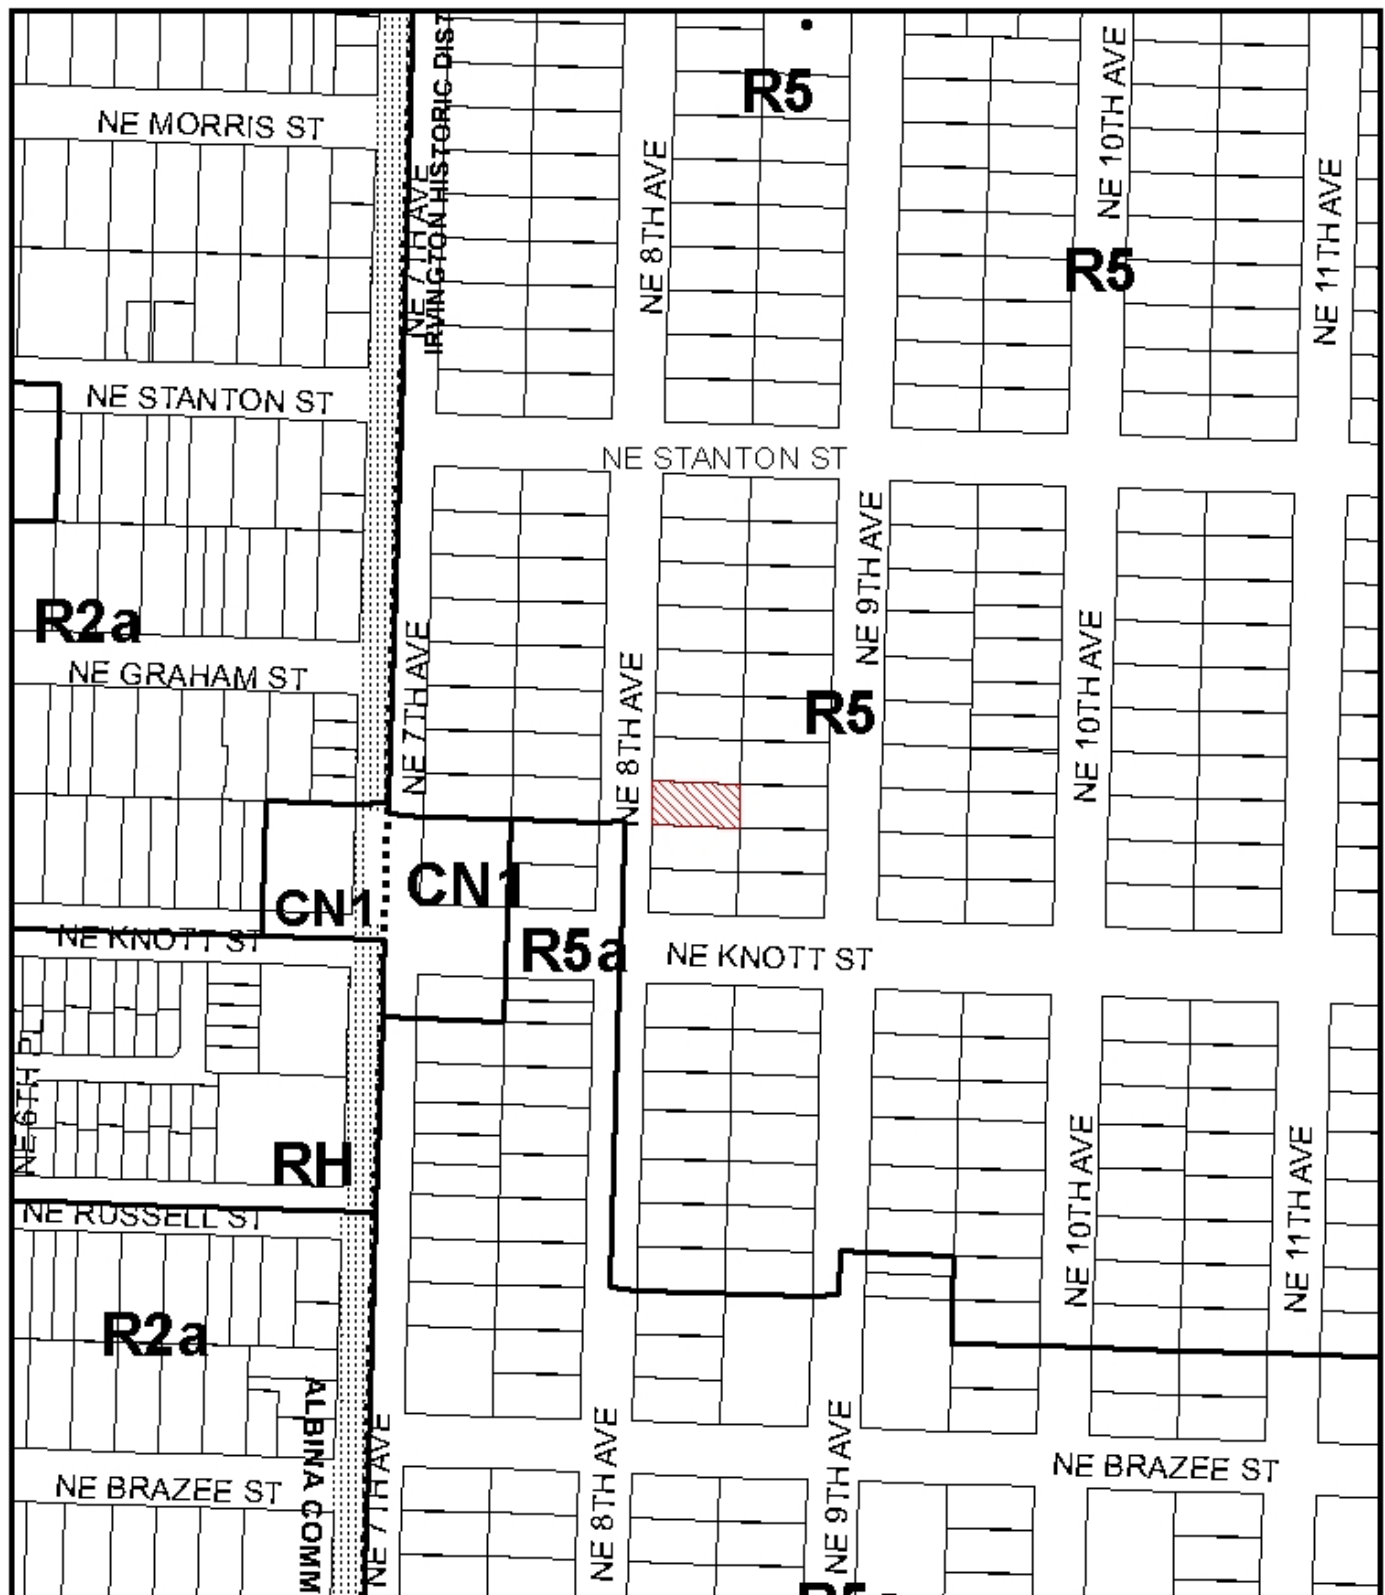 R5
NE 10TH AVE
NE MORRIS ST
IRVINGTON HISTORIC DIST
NE 7TH AVE
NE 8TH AVE
NE 11TH AVE
R5
NE STANTON ST
NE STANTON ST
NE 9TH AVE
R2a
NE GRAHAM ST
NE 7TH AVE
NE 8TH AVE
R5
NE 10TH AVE
CN1
CN1
NE KNOTT ST
R5a
NE KNOTT ST
NE 6TH PL
RH
NE 10TH AVE
NE 11TH AVE
NE RUSSELL ST
R2a
ALBINA COMM
NE 7TH AVE
NE 8TH AVE
NE 9TH AVE
NE BRAZEE ST
NE BRAZEE ST
R5